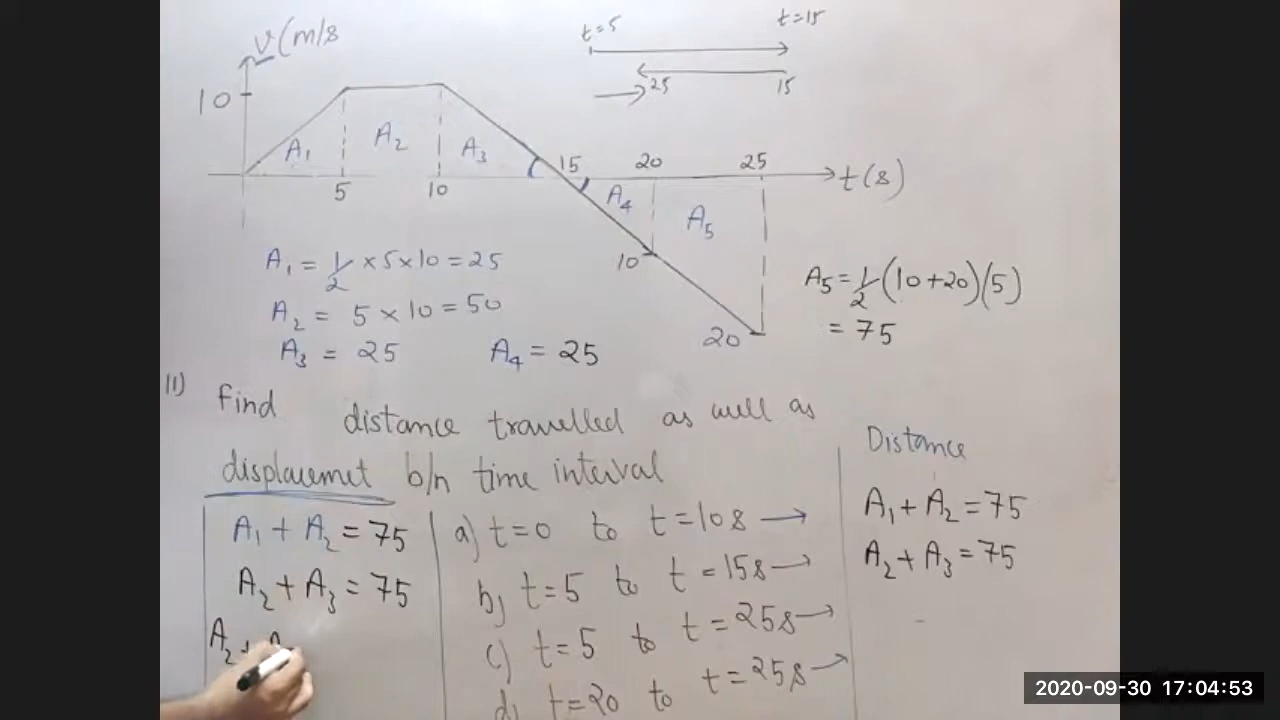 v (m/s
t=5
t=15
10
25
15
A₁
A₂
A₃
15
20
25
t(s)
5
10
A₄
A₅
A₁ = 1/2 ×5×10 = 25
10
A₅ = 1/2 (10+20)(5)
A₂ = 5 × 10 = 50
= 75
20
A₃ = 25
A₄ = 25
11)
find distance travelled as well as
displacemet b/n time interval
Distance
A₁ + A₂ = 75
a) t=0 to t=10s →
A₁ + A₂ = 75
A₂ + A₃ = 75
b) t=5 to t=15s →
A₂ + A₃ = 75
A₂ + A
c) t=5 to t=25s →
d) t=20 to t=25s →
2020-09-30 17:04:53